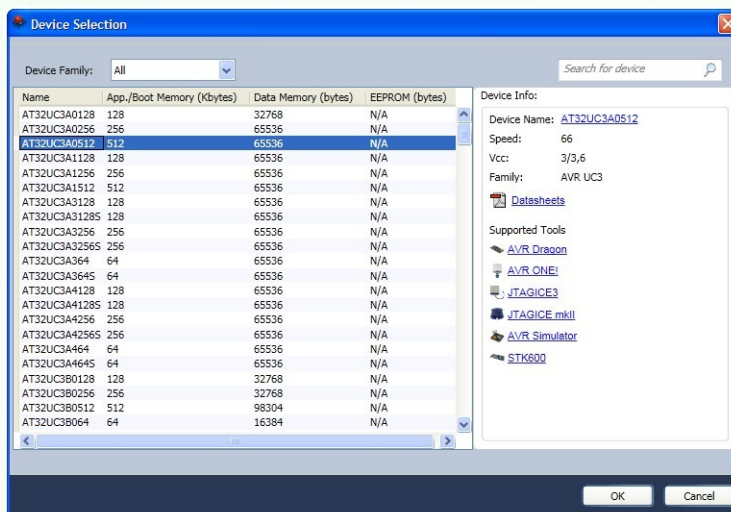 Device Selection
Device Family: All
Search for device
Name App./Boot Memory (Kbytes) Data Memory (bytes) EEPROM (bytes)
AT32UC3A0128 128 32768 N/A
AT32UC3A0256 256 65536 N/A
AT32UC3A0512 512 65536 N/A
AT32UC3A1128 128 65536 N/A
AT32UC3A1256 256 65536 N/A
AT32UC3A1512 512 65536 N/A
AT32UC3A3128 128 65536 N/A
AT32UC3A3128S 128 65536 N/A
AT32UC3A3256 256 65536 N/A
AT32UC3A3256S 256 65536 N/A
AT32UC3A364 64 65536 N/A
AT32UC3A364S 64 65536 N/A
AT32UC3A4128 128 65536 N/A
AT32UC3A4128S 128 65536 N/A
AT32UC3A4256 256 65536 N/A
AT32UC3A4256S 256 65536 N/A
AT32UC3A464 64 65536 N/A
AT32UC3A464S 64 65536 N/A
AT32UC3B0128 128 32768 N/A
AT32UC3B0256 256 32768 N/A
AT32UC3B0512 512 98304 N/A
AT32UC3B064 64 16384 N/A
Device Info:
Device Name: AT32UC3A0512
Speed: 66
Vcc: 3/3,6
Family: AVR UC3
Datasheets
Supported Tools
AVR Dragon
AVR ONE!
JTAGICE3
JTAGICE mkII
AVR Simulator
STK600
OK Cancel